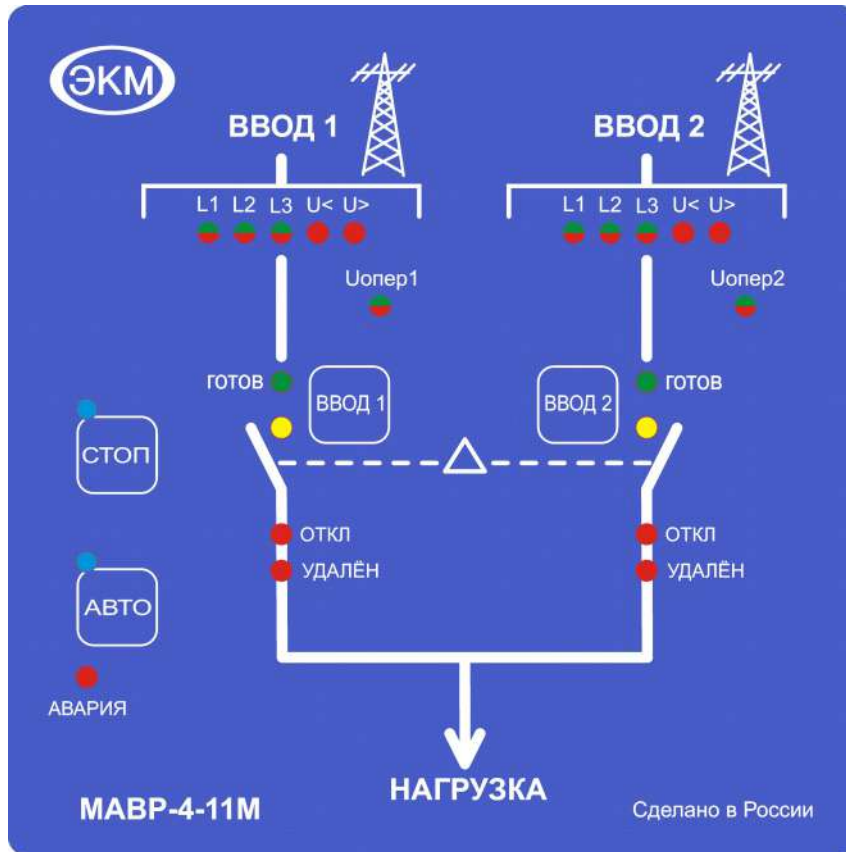 ЭКМ
ВВОД 1 ВВОД 2
L1 L2 L3 U< U> L1 L2 L3 U< U>
Uопер1 Uопер2
ГОТОВ ВВОД 1 ВВОД 2 ГОТОВ
СТОП
ОТКЛ ОТКЛ
УДАЛЁН УДАЛЁН
АВТО
АВАРИЯ
НАГРУЗКА
МАВР-4-11М Сделано в России